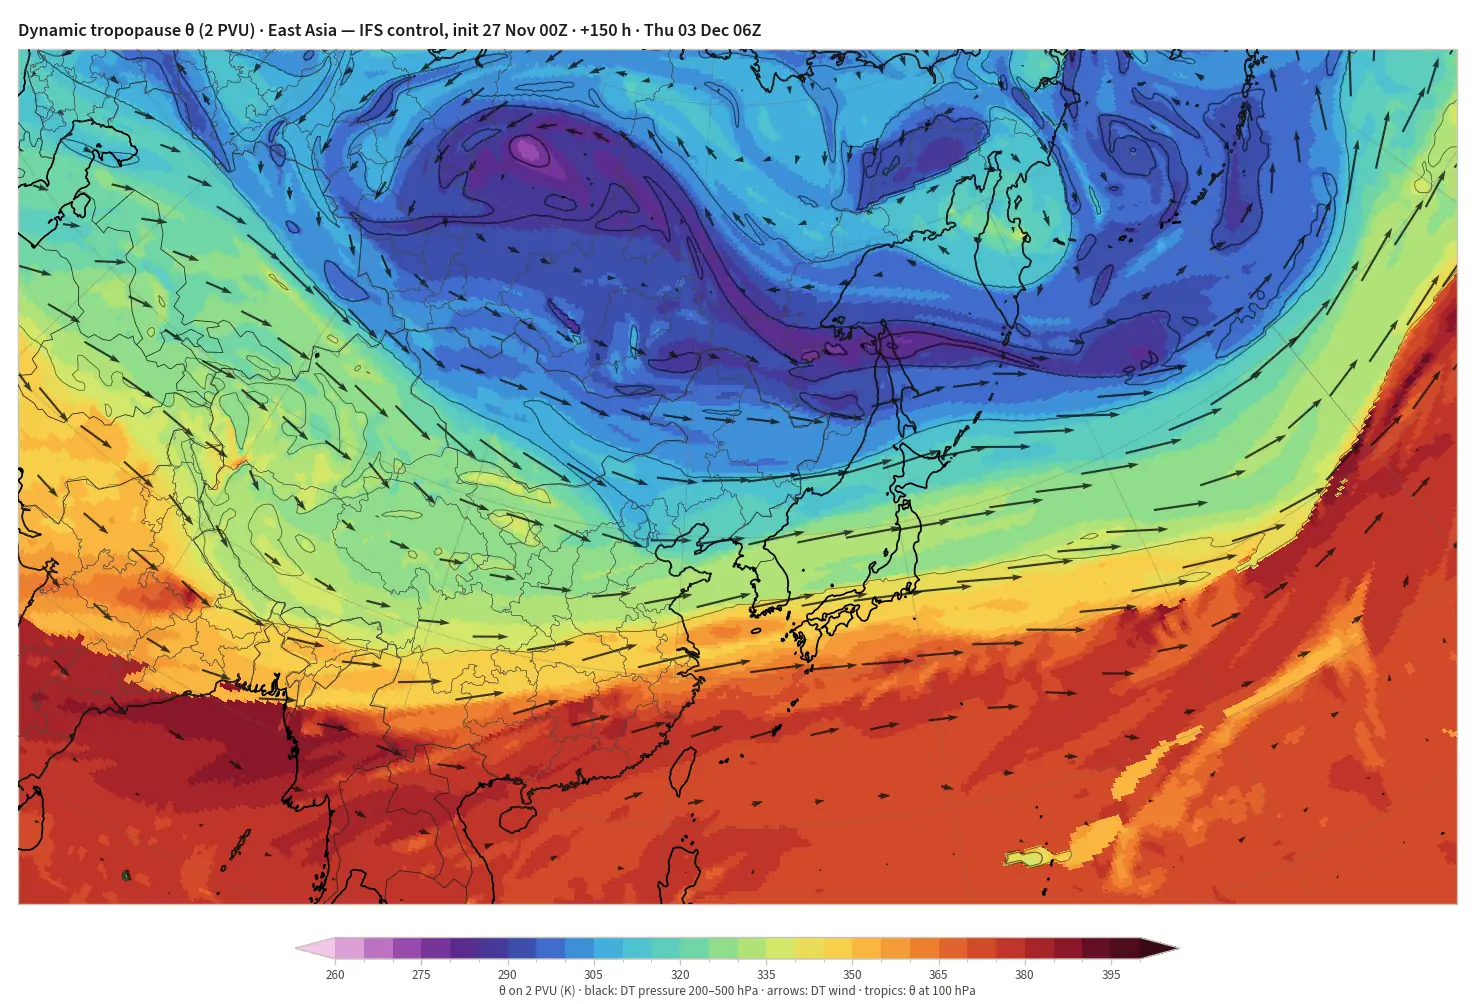 Dynamic tropopause θ (2 PVU) · East Asia — IFS control, init 27 Nov 00Z · +150 h · Thu 03 Dec 06Z
260 275 290 305 320 335 350 365 380 395
θ on 2 PVU (K) · black: DT pressure 200–500 hPa · arrows: DT wind · tropics: θ at 100 hPa